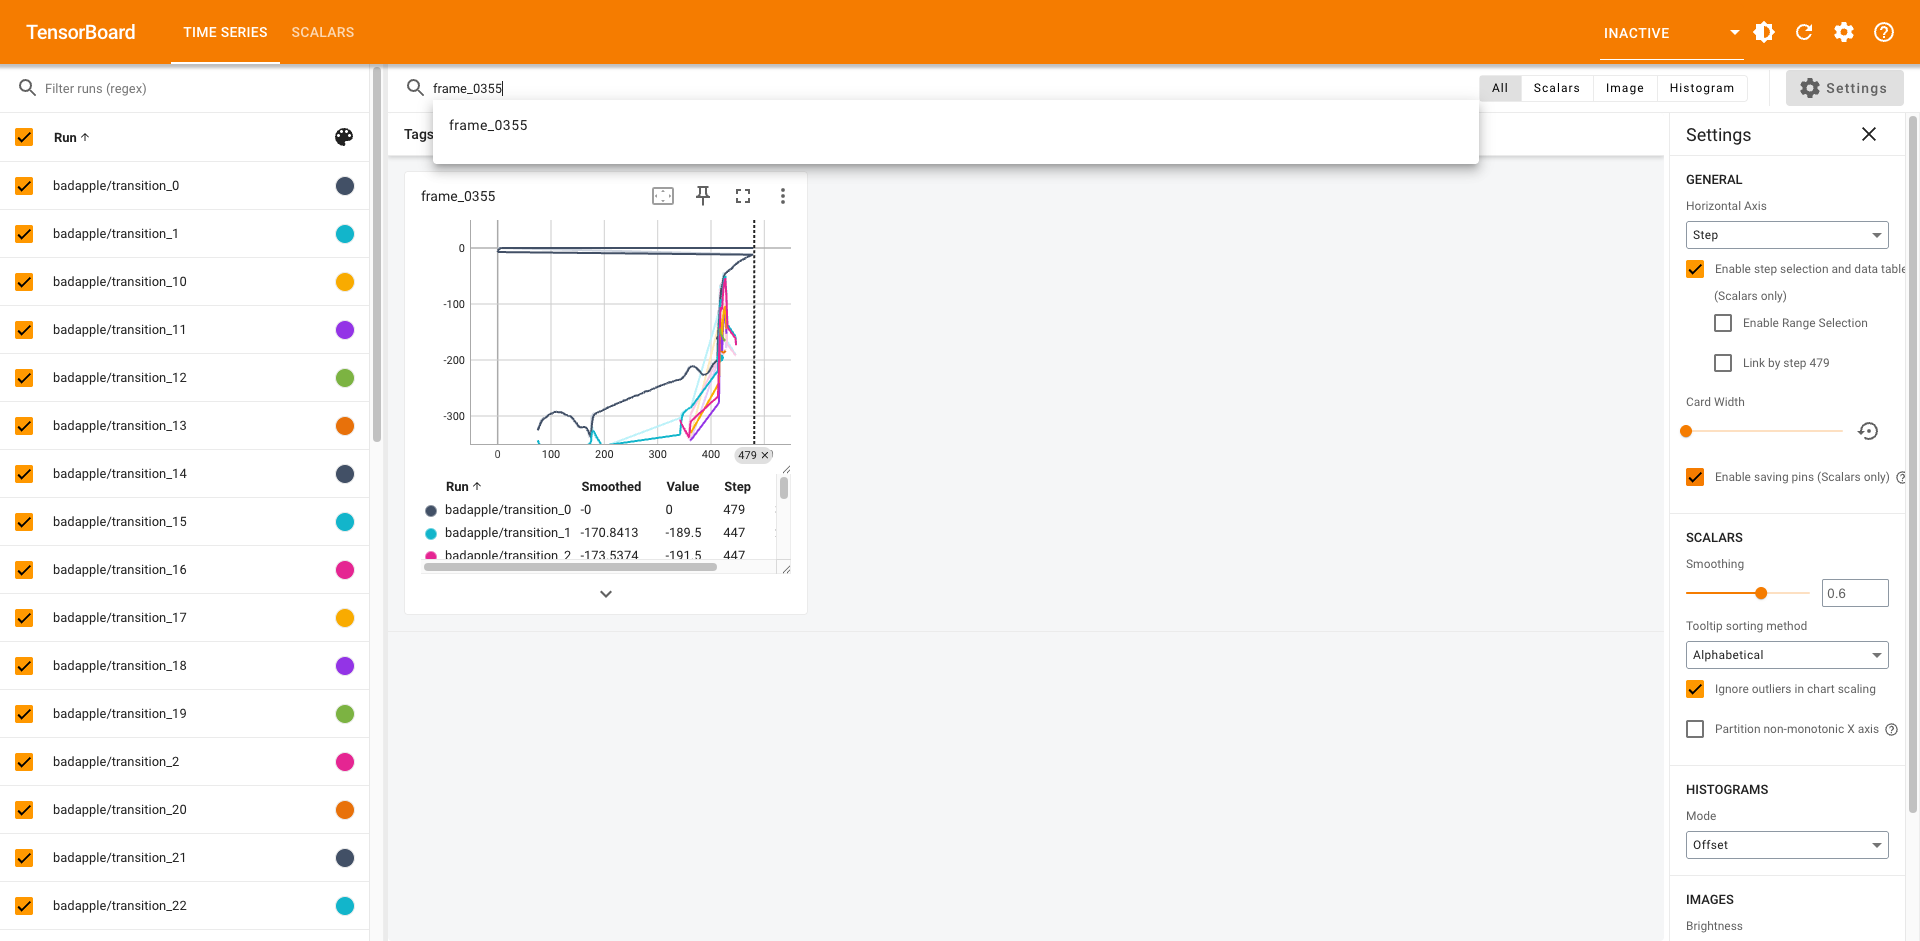 TensorBoard
TIME SERIES
SCALARS
INACTIVE
Filter runs (regex)
frame_0355
All
Scalars
Image
Histogram
Settings
frame_0355
Run
Tags
Settings
badapple/transition_0
badapple/transition_1
badapple/transition_10
badapple/transition_11
badapple/transition_12
badapple/transition_13
badapple/transition_14
badapple/transition_15
badapple/transition_16
badapple/transition_17
badapple/transition_18
badapple/transition_19
badapple/transition_2
badapple/transition_20
badapple/transition_21
badapple/transition_22
frame_0355
0
-100
-200
-300
0 100 200 300 400 479
Run Smoothed Value Step
badapple/transition_0 -0 0 479
badapple/transition_1 -170.8413 -189.5 447
badapple/transition_2 -173.5374 -191.5 447
GENERAL
Horizontal Axis
Step
Enable step selection and data table
(Scalars only)
Enable Range Selection
Link by step 479
Card Width
Enable saving pins (Scalars only)
SCALARS
Smoothing
0.6
Tooltip sorting method
Alphabetical
Ignore outliers in chart scaling
Partition non-monotonic X axis
HISTOGRAMS
Mode
Offset
IMAGES
Brightness